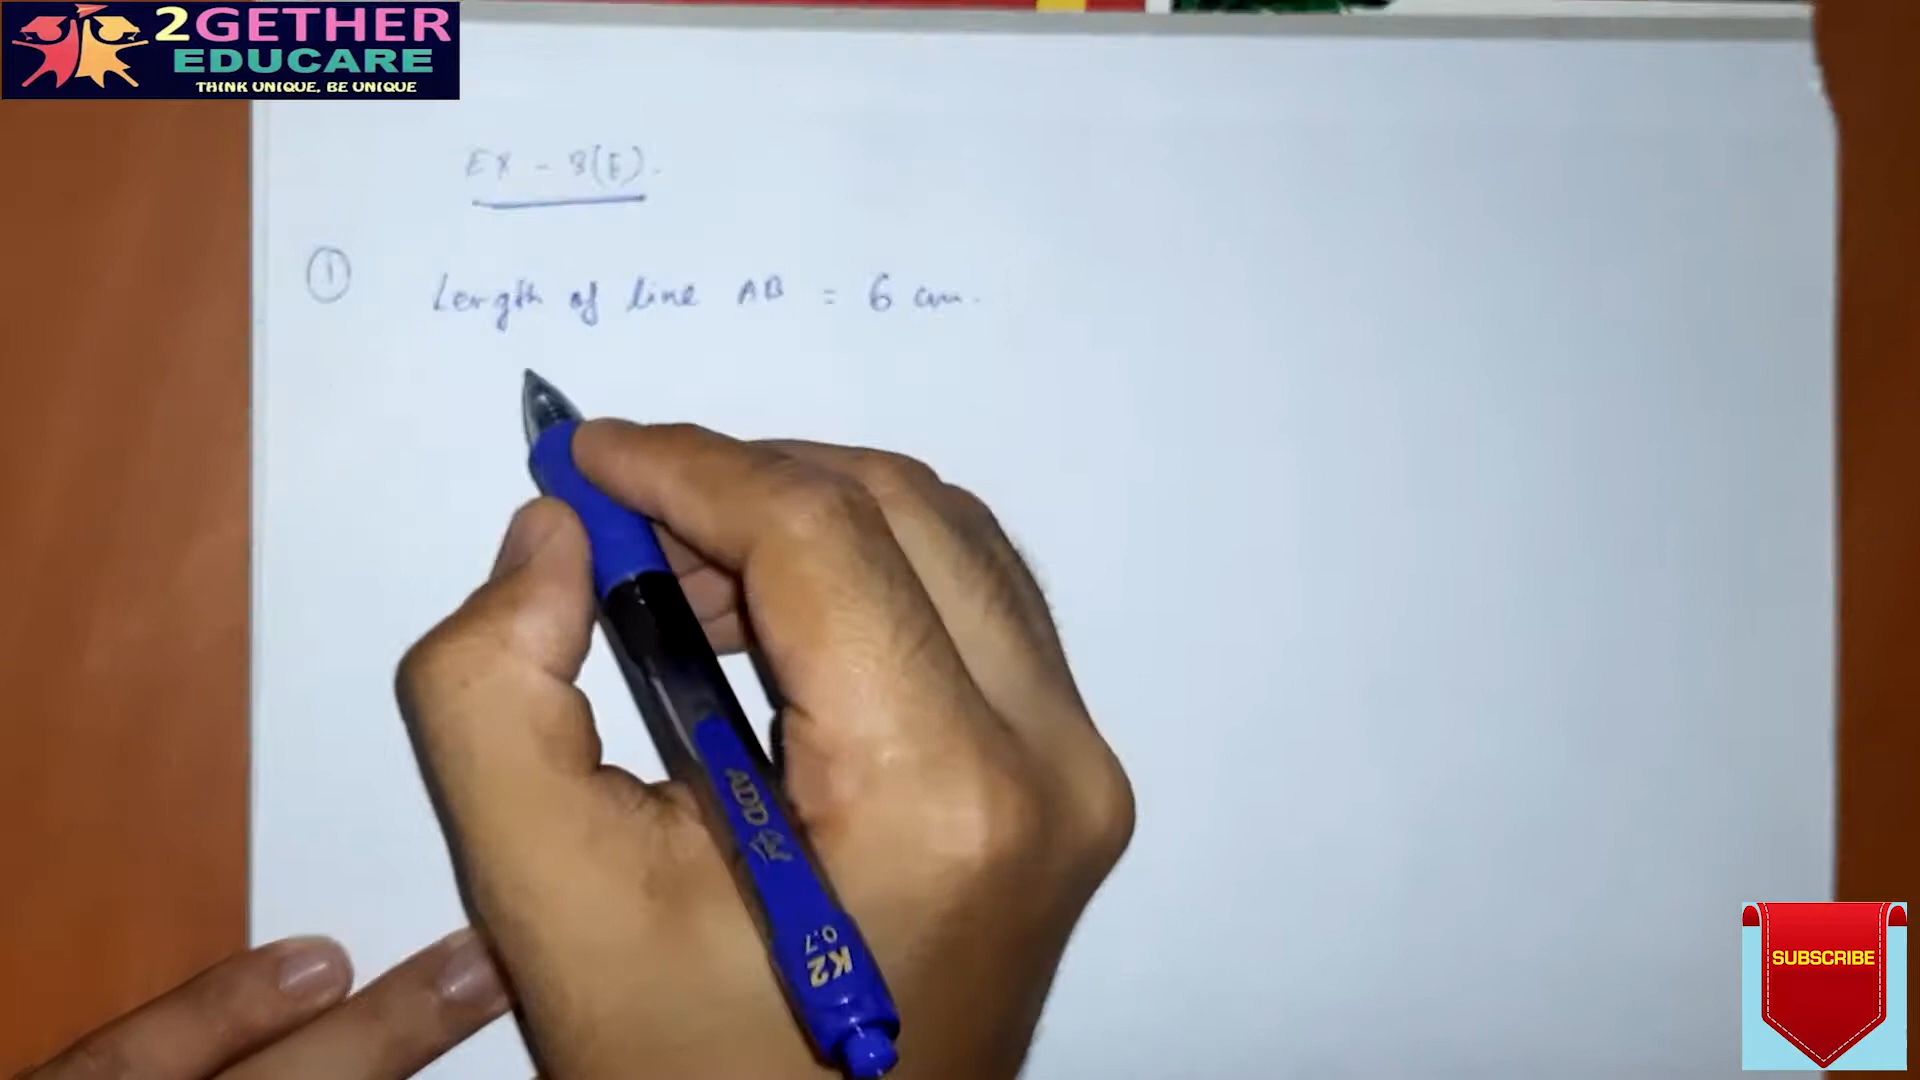 2GETHER
EDUCARE
THINK UNIQUE, BE UNIQUE
EX - 8(E).
① Length of line AB = 6 cm.
ADD Gel
K2
0.7
SUBSCRIBE